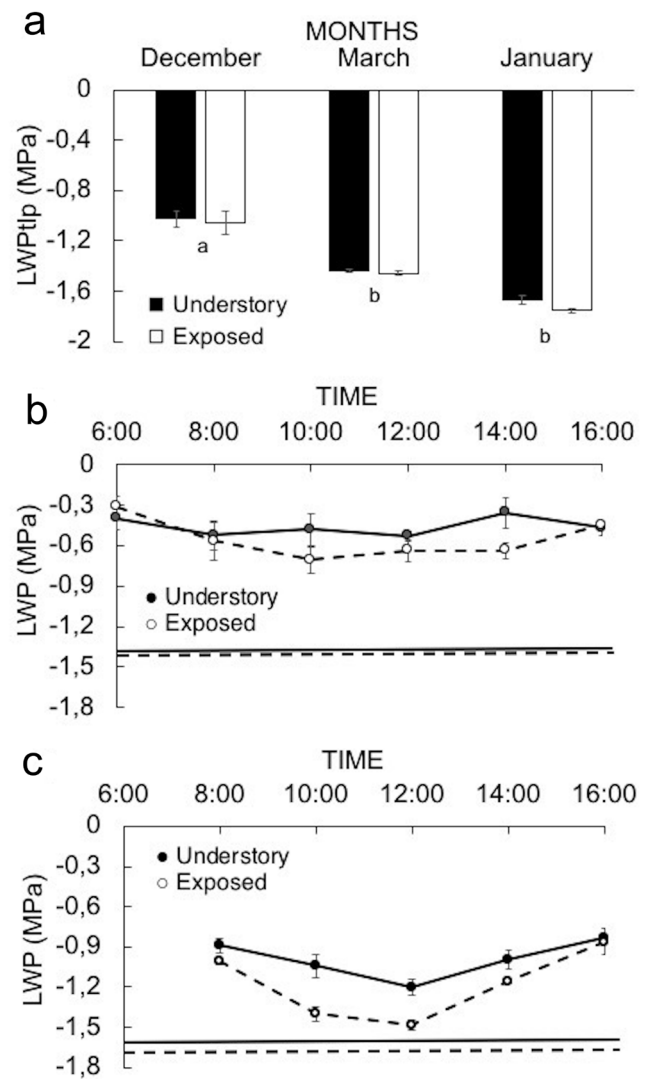 a
MONTHS
December March January
0
-0,4
-0,8
-1,2
-1,6
-2
LWPtlp (MPa)
a
b
b
Understory
Exposed
b
TIME
6:00 8:00 10:00 12:00 14:00 16:00
0
-0,3
-0,6
-0,9
-1,2
-1,5
-1,8
LWP (MPa)
Understory
Exposed
c
TIME
6:00 8:00 10:00 12:00 14:00 16:00
0
-0,3
-0,6
-0,9
-1,2
-1,5
-1,8
LWP (MPa)
Understory
Exposed